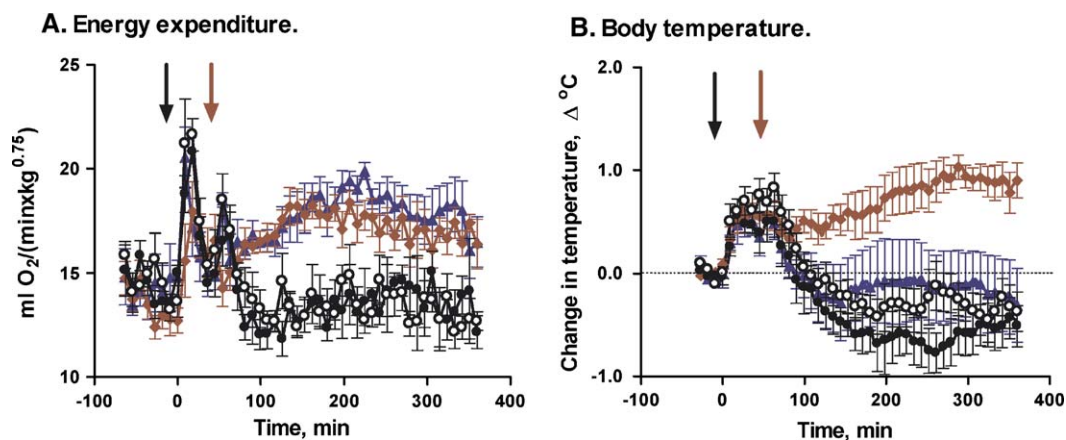 A. Energy expenditure.
25
20
15
10
ml O₂/(minxkg⁰·⁷⁵)
-100 0 100 200 300 400
Time, min
B. Body temperature.
2.0
1.0
0.0
-1.0
Change in temperature, Δ ºC
-100 0 100 200 300 400
Time, min